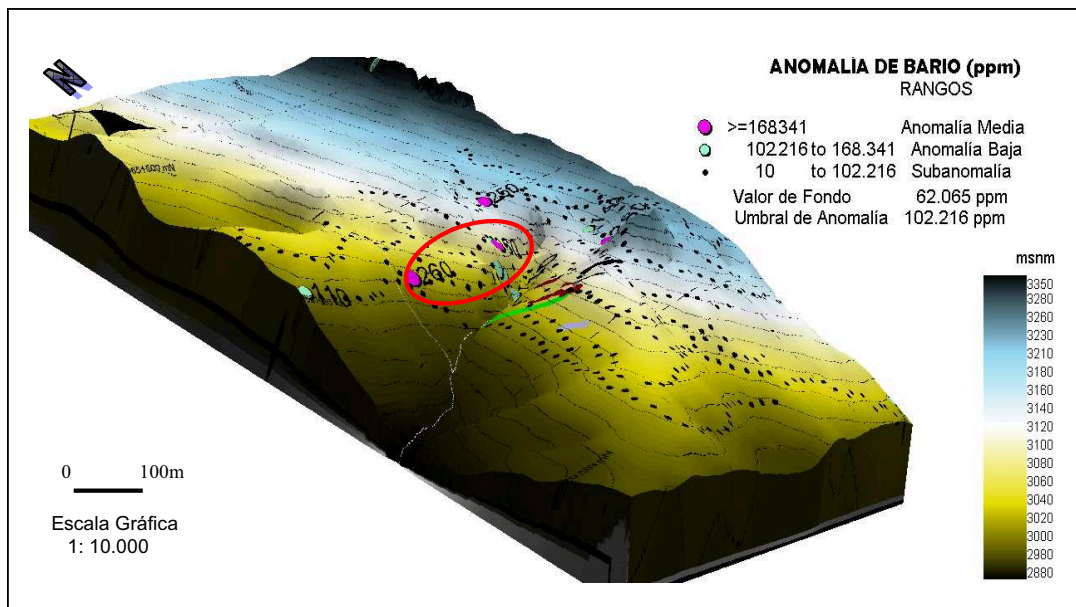 N
ANOMALÍA DE BARIO (ppm)
RANGOS
>=168341 Anomalía Media
102.216 to 168.341 Anomalía Baja
10 to 102.216 Subanomalía
Valor de Fondo 62.065 ppm
Umbral de Anomalía 102.216 ppm
250
260
110
msnm
3350
3280
3260
3230
3210
3160
3140
3120
3100
3080
3060
3040
3020
3000
2980
2880
0 100m
Escala Gráfica
1: 10.000